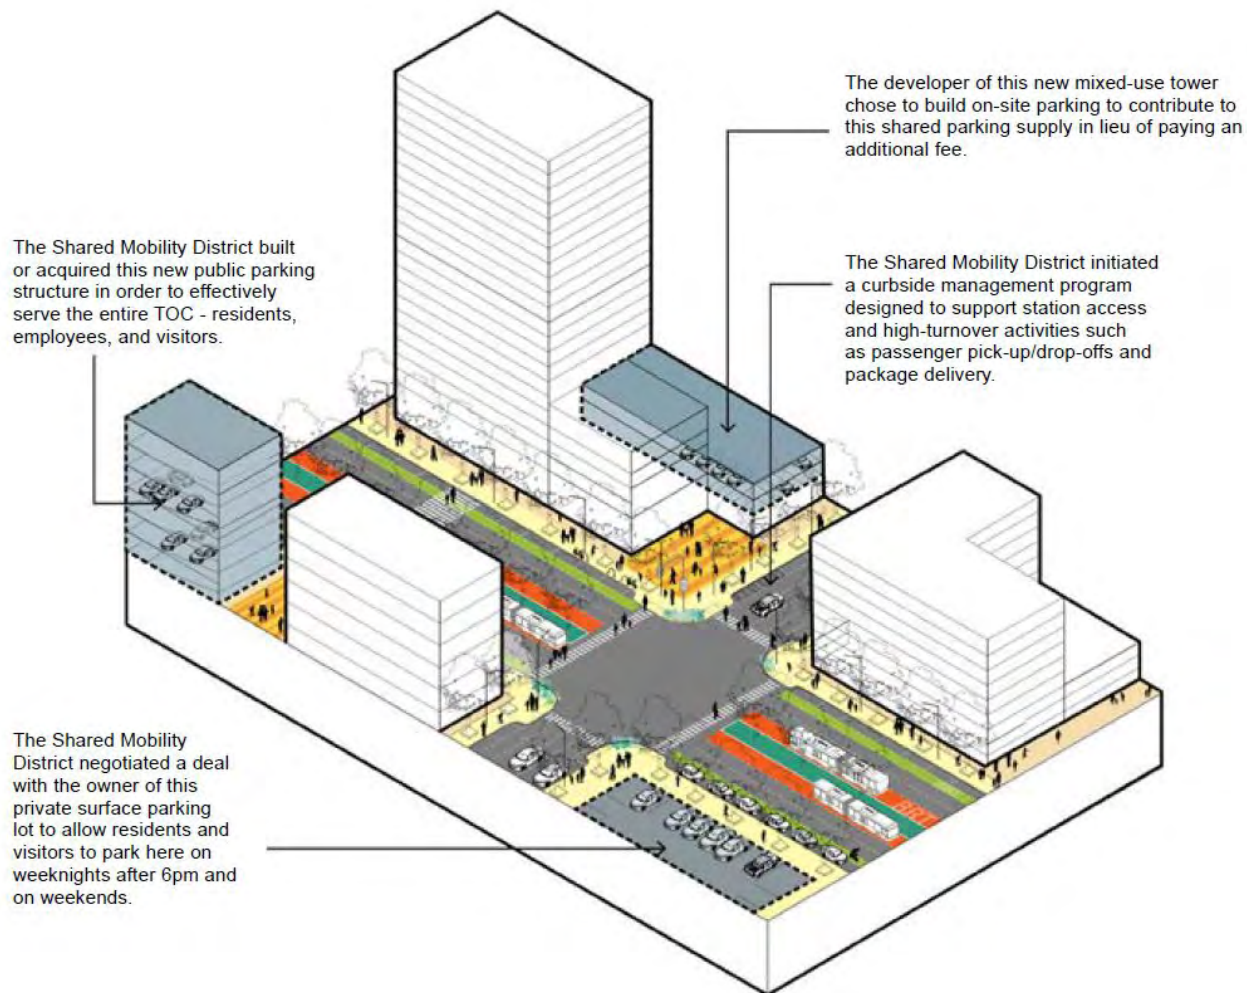 The developer of this new mixed-use tower
chose to build on-site parking to contribute to
this shared parking supply in lieu of paying an
additional fee.
The Shared Mobility District built
or acquired this new public parking
structure in order to effectively
serve the entire TOC - residents,
employees, and visitors.
The Shared Mobility District initiated
a curbside management program
designed to support station access
and high-turnover activities such
as passenger pick-up/drop-offs and
package delivery.
The Shared Mobility
District negotiated a deal
with the owner of this
private surface parking
lot to allow residents and
visitors to park here on
weeknights after 6pm and
on weekends.
BRT